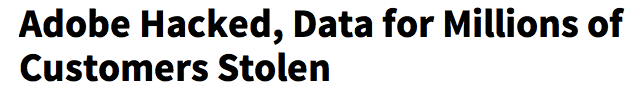 Adobe Hacked, Data for Millions of
Customers Stolen